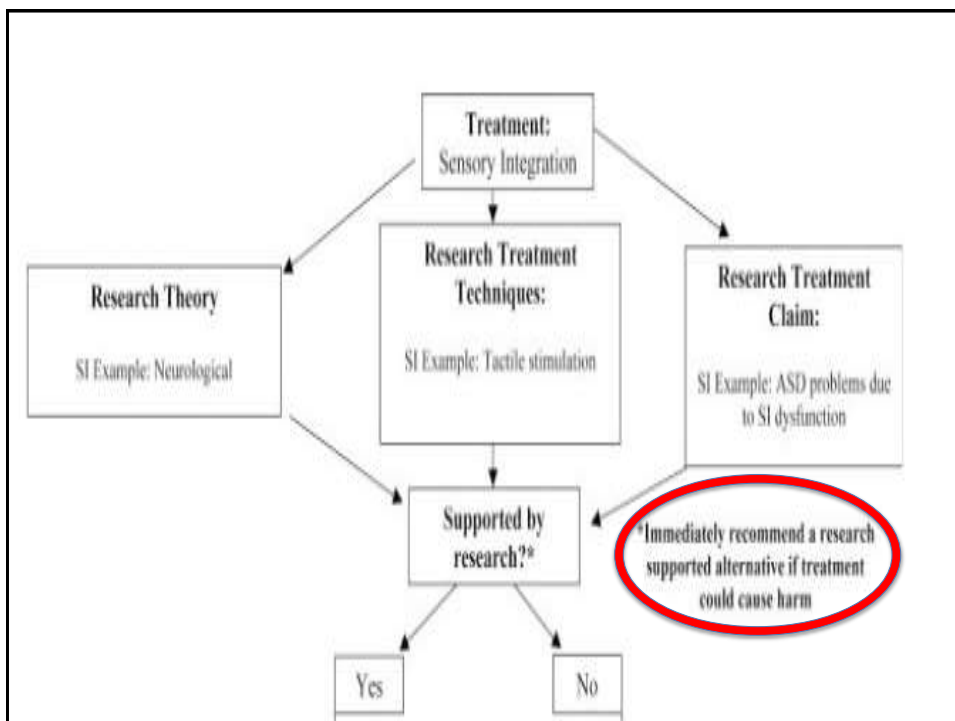 Treatment:
Sensory Integration
Research Theory
SI Example: Neurological
Research Treatment
Techniques:
SI Example: Tactile stimulation
Research Treatment
Claim:
SI Example: ASD problems due
to SI dysfunction
Supported by
research?*
*Immediately recommend a research
supported alternative if treatment
could cause harm
Yes
No